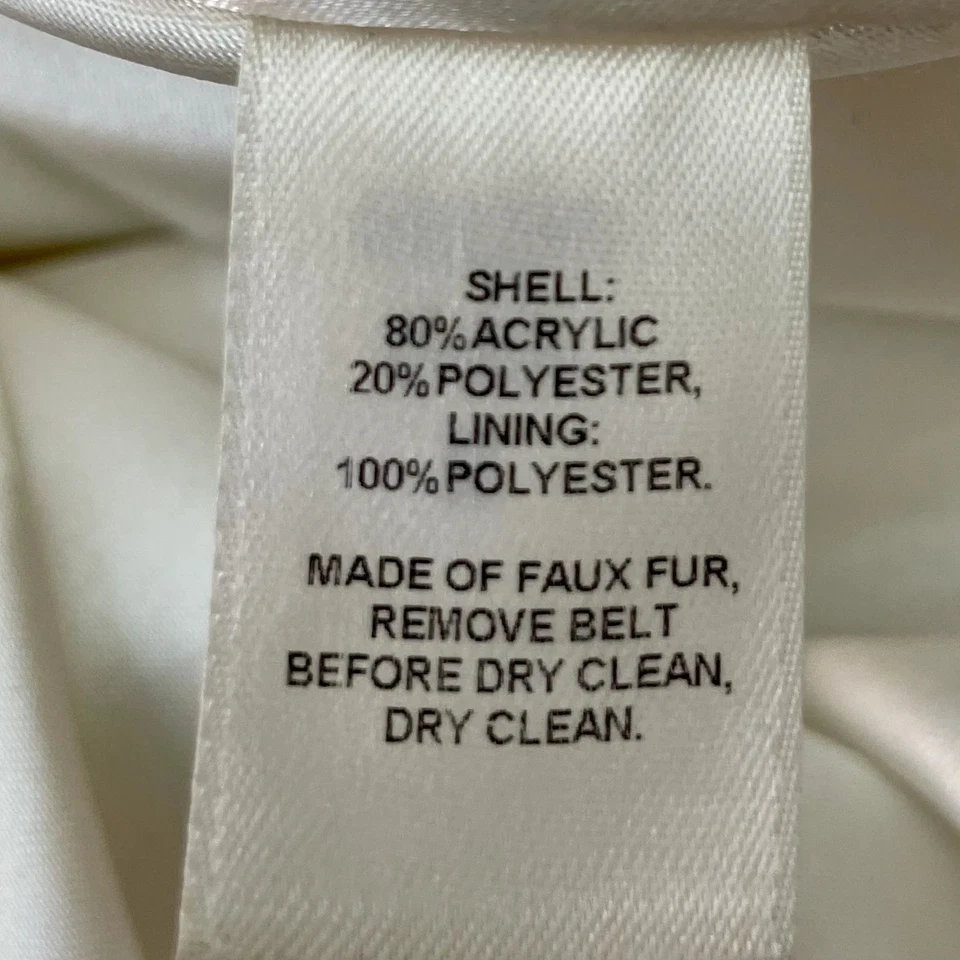 SHELL:
80% ACRYLIC
20% POLYESTER,
LINING:
100% POLYESTER.
MADE OF FAUX FUR,
REMOVE BELT
BEFORE DRY CLEAN,
DRY CLEAN.